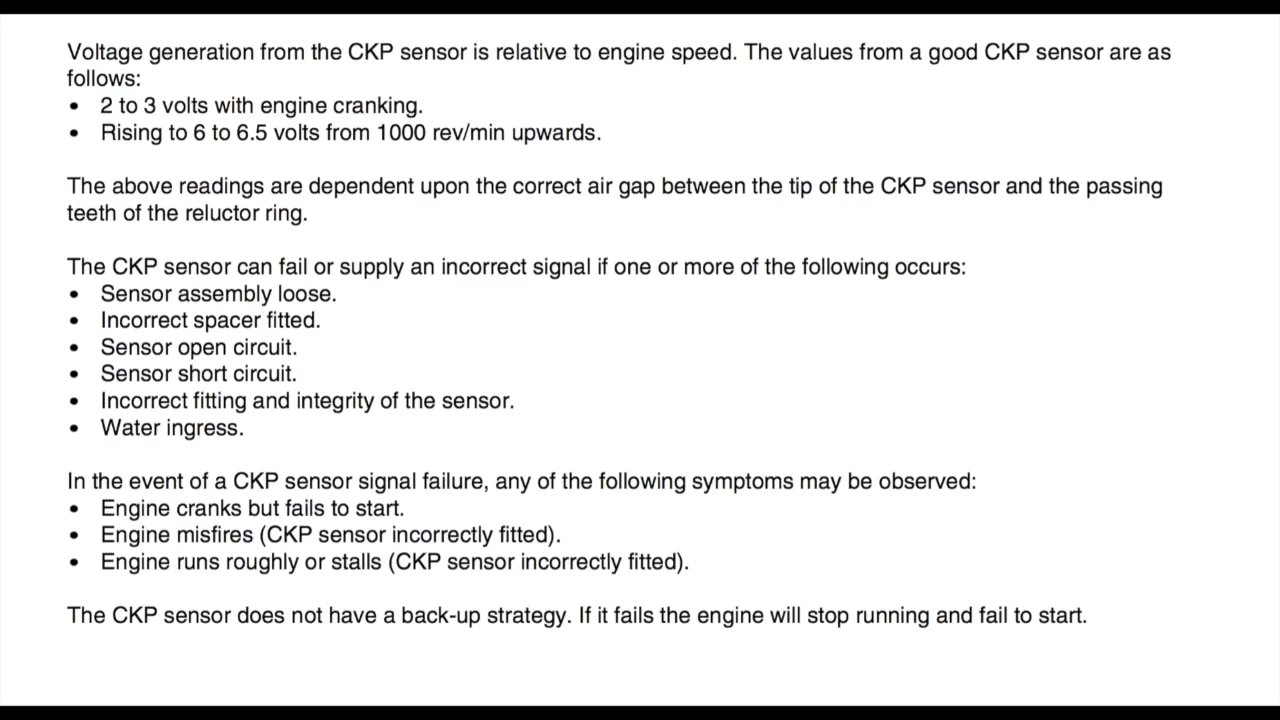 Voltage generation from the CKP sensor is relative to engine speed. The values from a good CKP sensor are as
follows:
• 2 to 3 volts with engine cranking.
• Rising to 6 to 6.5 volts from 1000 rev/min upwards.
The above readings are dependent upon the correct air gap between the tip of the CKP sensor and the passing
teeth of the reluctor ring.
The CKP sensor can fail or supply an incorrect signal if one or more of the following occurs:
• Sensor assembly loose.
• Incorrect spacer fitted.
• Sensor open circuit.
• Sensor short circuit.
• Incorrect fitting and integrity of the sensor.
• Water ingress.
In the event of a CKP sensor signal failure, any of the following symptoms may be observed:
• Engine cranks but fails to start.
• Engine misfires (CKP sensor incorrectly fitted).
• Engine runs roughly or stalls (CKP sensor incorrectly fitted).
The CKP sensor does not have a back-up strategy. If it fails the engine will stop running and fail to start.